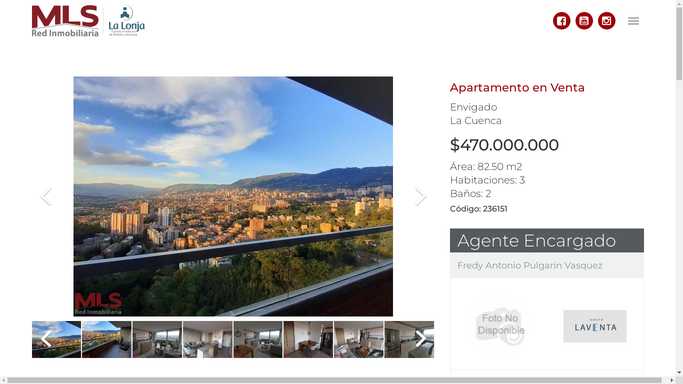 MLS
Red Inmobiliaria
La Lonja
Apartamento en Venta
Envigado
La Cuenca
$470.000.000
Área: 82.50 m2
Habitaciones: 3
Baños: 2
Código: 236151
Agente Encargado
Fredy Antonio Pulgarin Vasquez
Foto No
Disponible
LAVENTA
MLS
Red Inmobiliaria